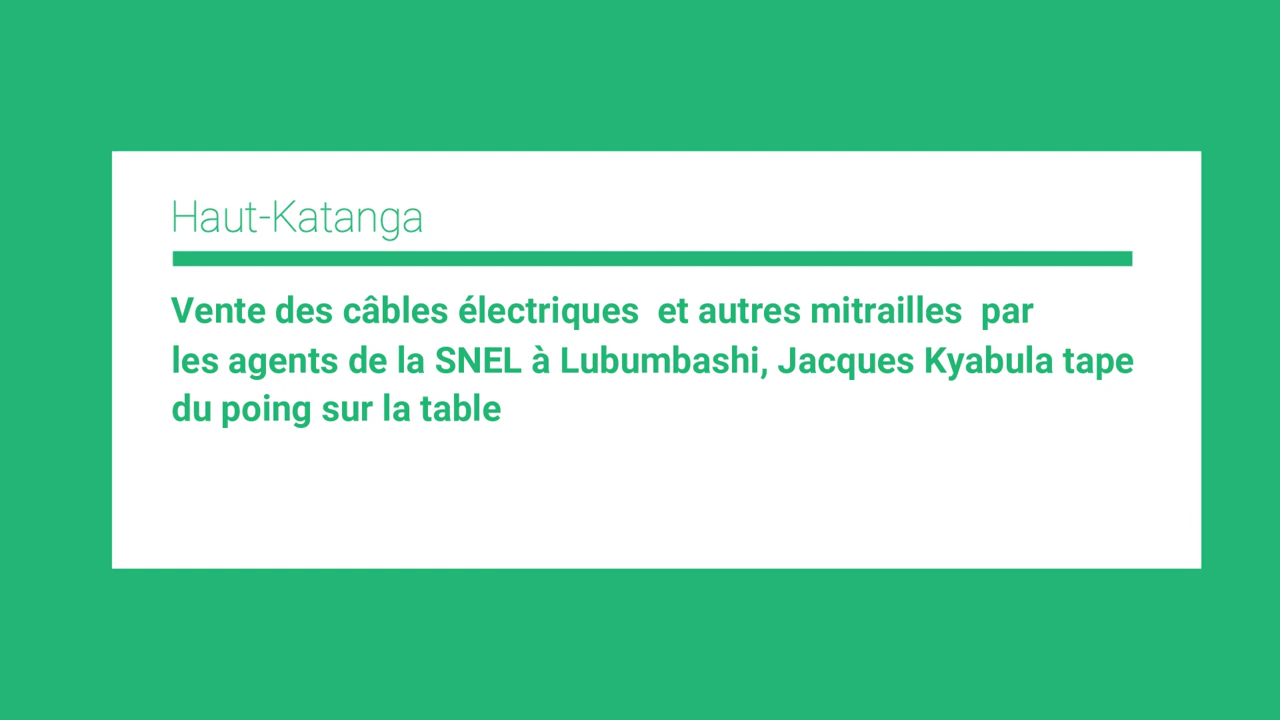 Haut-Katanga
Vente des câbles électriques  et autres mitrailles  par
les agents de la SNEL à Lubumbashi, Jacques Kyabula tape
du poing sur la table